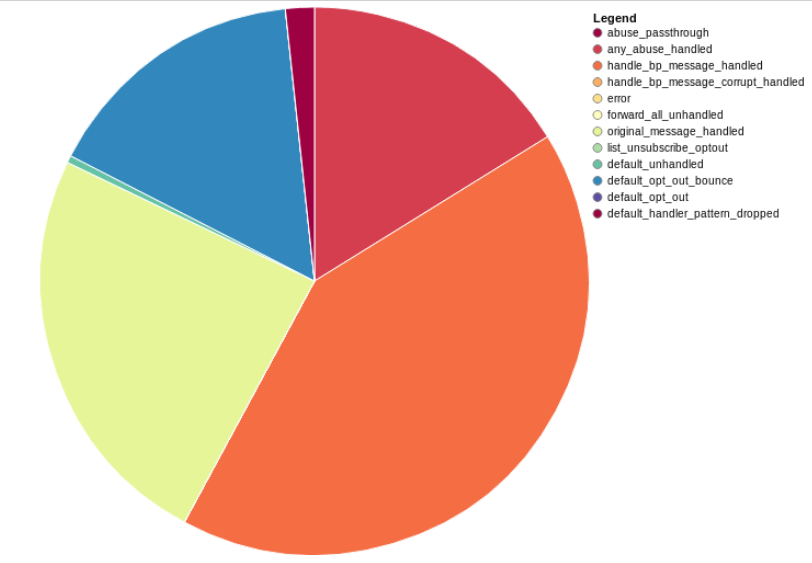 Legend
abuse_passthrough
any_abuse_handled
handle_bp_message_handled
handle_bp_message_corrupt_handled
error
forward_all_unhandled
original_message_handled
list_unsubscribe_optout
default_unhandled
default_opt_out_bounce
default_opt_out
default_handler_pattern_dropped